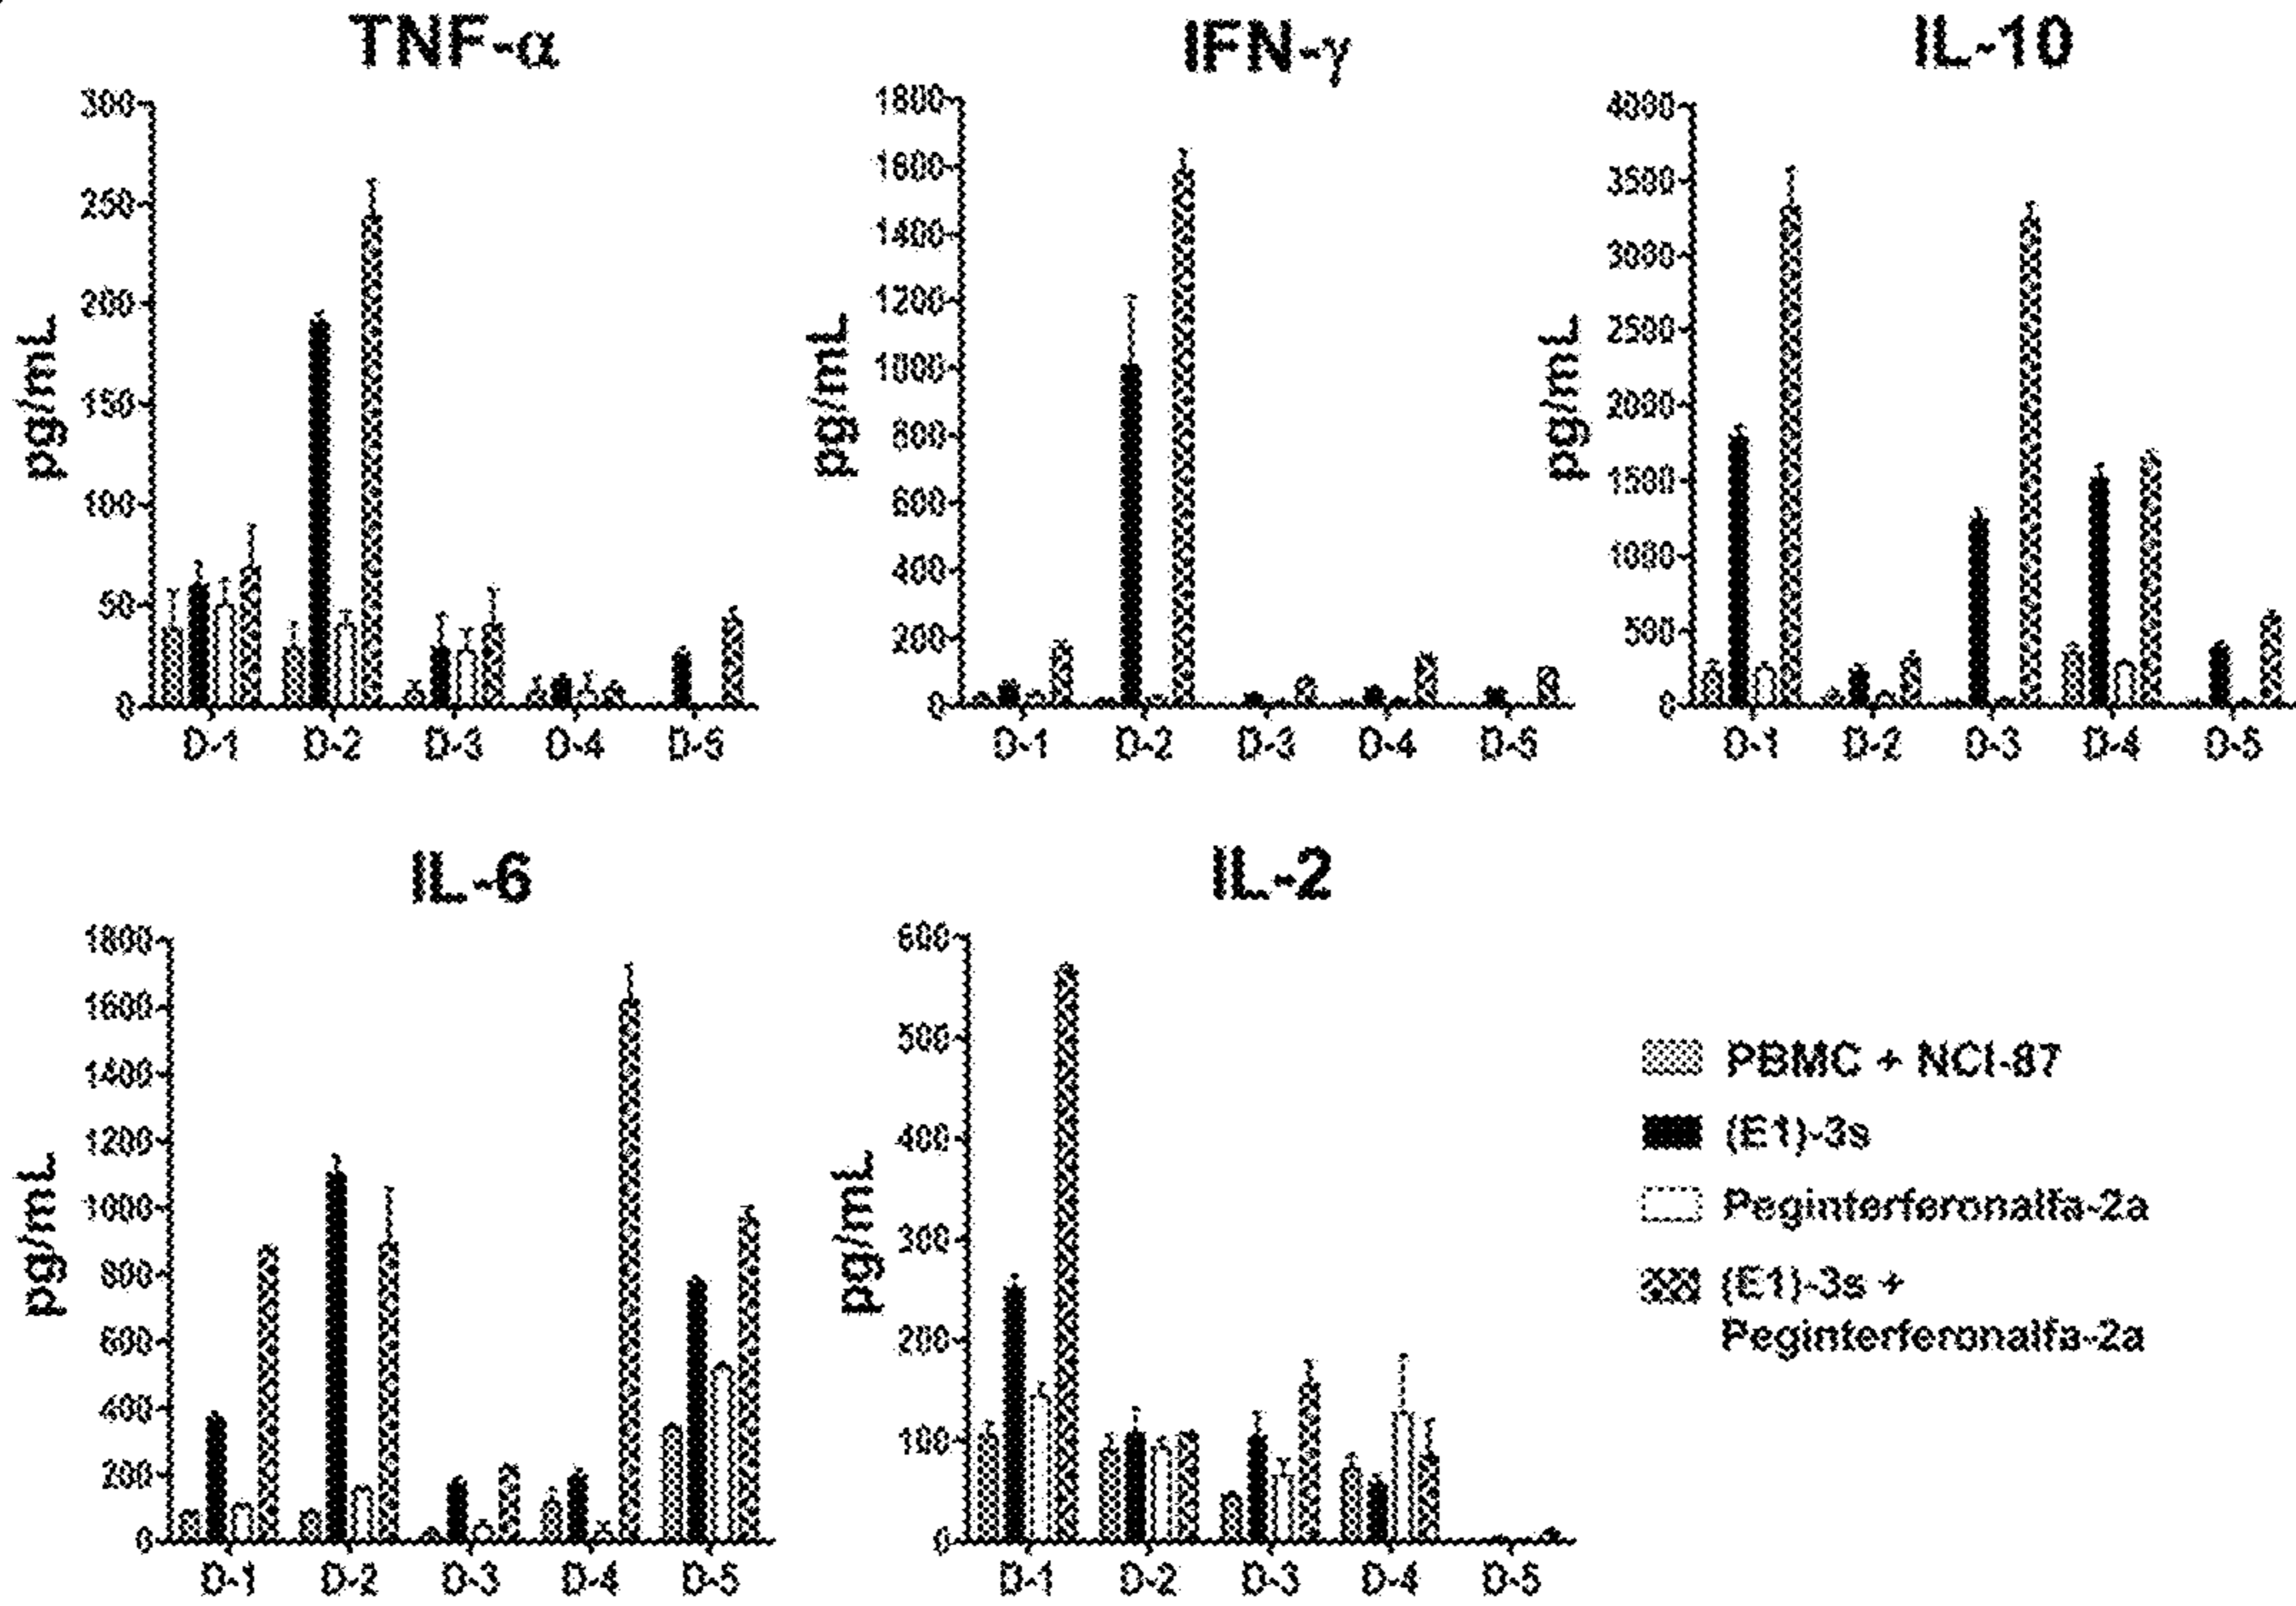 TNF-α
300
250
200
150
100
50
0
pg/mL
D-1 D-2 D-3 D-4 D-5
IFN-γ
1800
1600
1400
1200
1000
800
600
400
200
0
pg/mL
D-1 D-2 D-3 D-4 D-5
IL-10
4000
3500
3000
2500
2000
1500
1000
500
0
pg/mL
D-1 D-2 D-3 D-4 D-5
IL-6
1800
1600
1400
1200
1000
800
600
400
200
0
pg/mL
D-1 D-2 D-3 D-4 D-5
IL-2
600
500
400
300
200
100
0
pg/mL
D-1 D-2 D-3 D-4 D-5
PBMC + NCI-87
(E1)-3s
Peginterferonalfa-2a
(E1)-3s +
Peginterferonalfa-2a